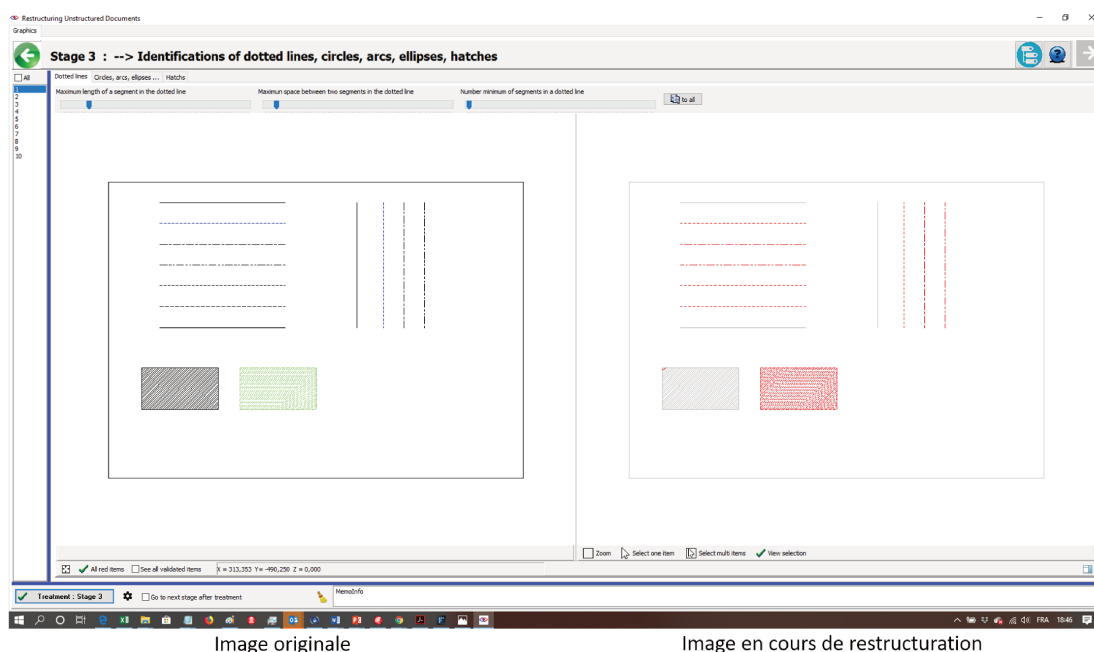 Restructuring Unstructured Documents
Graphics
Stage 3 : --> Identifications of dotted lines, circles, arcs, ellipses, hatches
All
Dotted lines Circles, arcs, ellipses ... Hatchs
1
2
3
4
5
6
7
8
9
10
Maximum length of a segment in the dotted line
Maximun space between two segments in the dotted line
Number minimum of segments in a dotted line
to all
Zoom Select one item Select multi items View selection
All red items See all validated items X = 313,353 Y = -490,250 Z = 0,000
Treatment : Stage 3 Go to next stage after treatment MemoInfo
FRA 18:46
Image originale Image en cours de restructuration